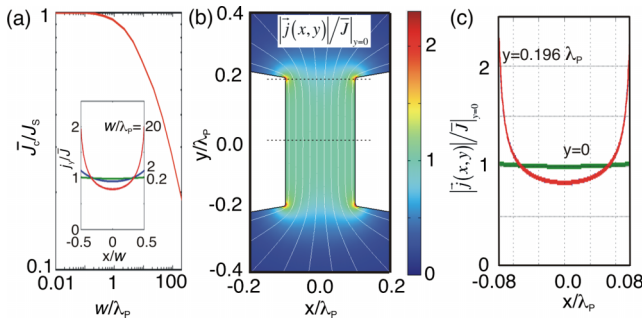 (a)
J̄c/JS
1
0.1
0.01
1
100
w/λP
jy/J̄
2
1
0
w/λP=
20
2
0.2
-0.5
0
0.5
x/w
(b)
|j⃗(x,y)|/J̄|y=0
y/λP
0.4
0.2
0.0
-0.2
-0.4
-0.2
0.0
0.2
x/λP
2
1
0
(c)
|j⃗(x,y)|/J̄|y=0
2
1
0
y=0.196 λP
y=0
-0.08
0.0
0.08
x/λP